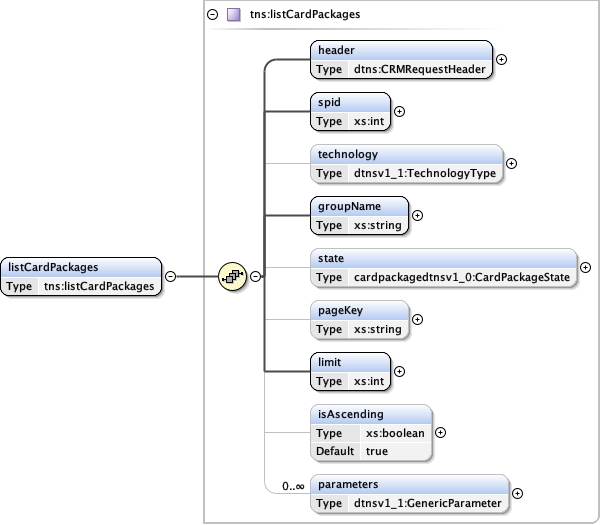 tns:listCardPackages
header
Type dtns:CRMRequestHeader
spid
Type xs:int
technology
Type dtnsv1_1:TechnologyType
groupName
Type xs:string
listCardPackages
Type tns:listCardPackages
state
Type cardpackagedtnsv1_0:CardPackageState
pageKey
Type xs:string
limit
Type xs:int
isAscending
Type xs:boolean
Default true
0..∞
parameters
Type dtnsv1_1:GenericParameter